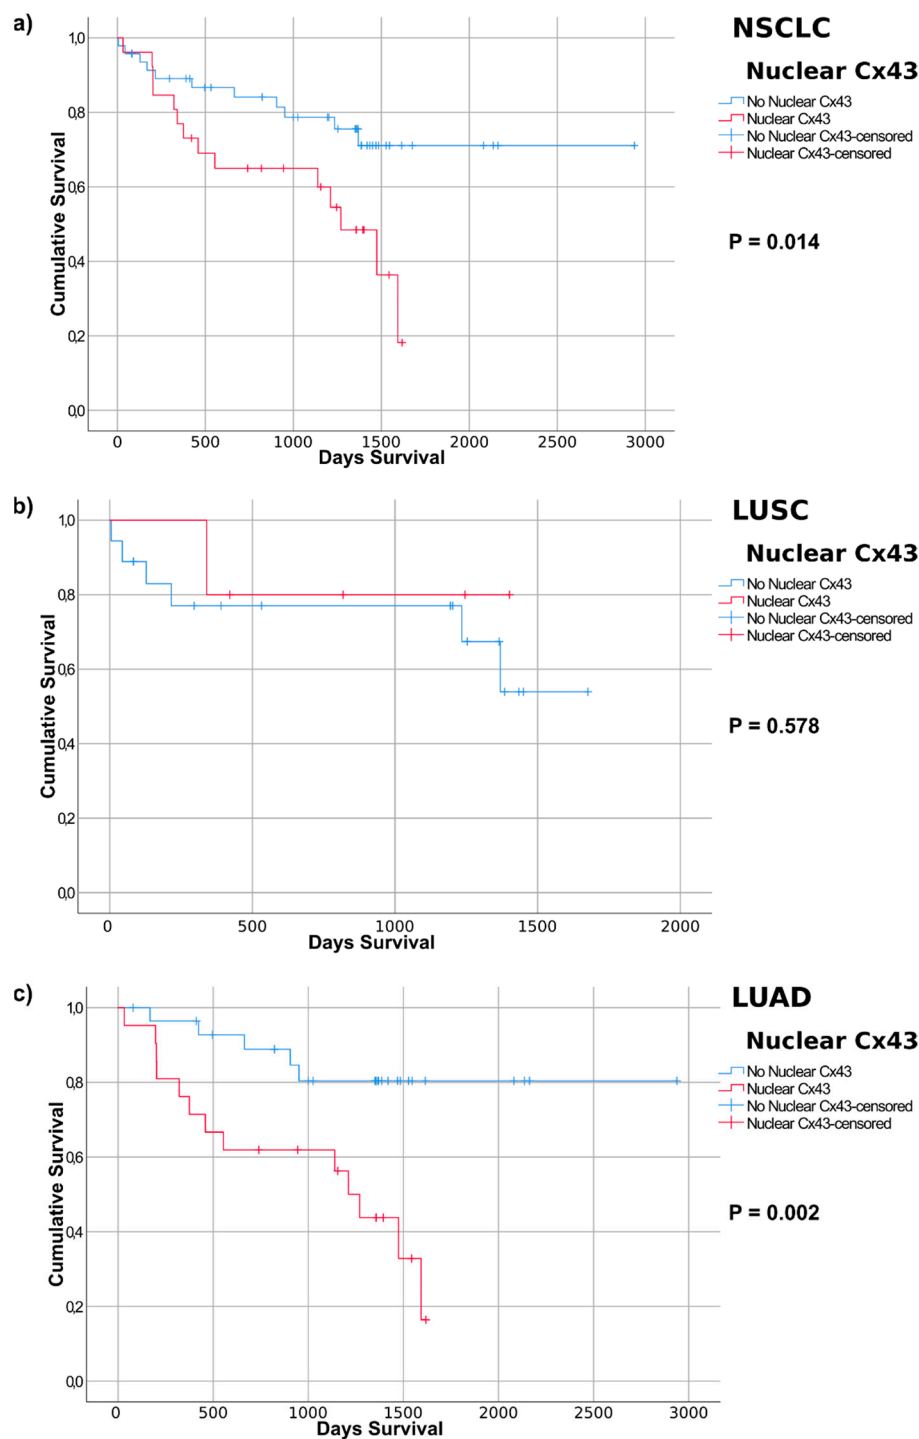 a)
NSCLC
Nuclear Cx43
No Nuclear Cx43
Nuclear Cx43
No Nuclear Cx43-censored
Nuclear Cx43-censored
P = 0.014
Cumulative Survival
1,0
0,8
0,6
0,4
0,2
0,0
0 500 1000 1500 2000 2500 3000
Days Survival
b)
LUSC
Nuclear Cx43
No Nuclear Cx43
Nuclear Cx43
No Nuclear Cx43-censored
Nuclear Cx43-censored
P = 0.578
Cumulative Survival
1,0
0,8
0,6
0,4
0,2
0,0
0 500 1000 1500 2000
Days Survival
c)
LUAD
Nuclear Cx43
No Nuclear Cx43
Nuclear Cx43
No Nuclear Cx43-censored
Nuclear Cx43-censored
P = 0.002
Cumulative Survival
1,0
0,8
0,6
0,4
0,2
0,0
0 500 1000 1500 2000 2500 3000
Days Survival